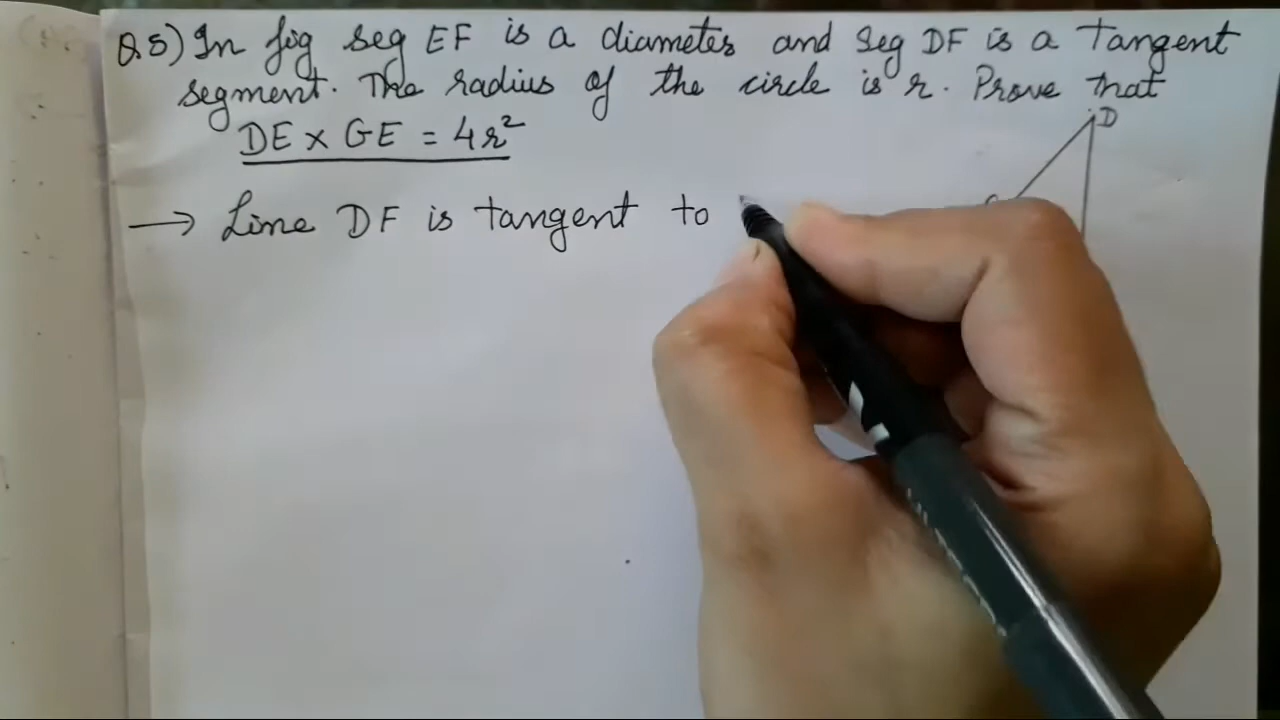 Q.5) In fig seg EF is a diameter and seg DF is a tangent
segment. The radius of the circle is r. Prove that
DE x GE = 4r²
D
→ Line DF is tangent to